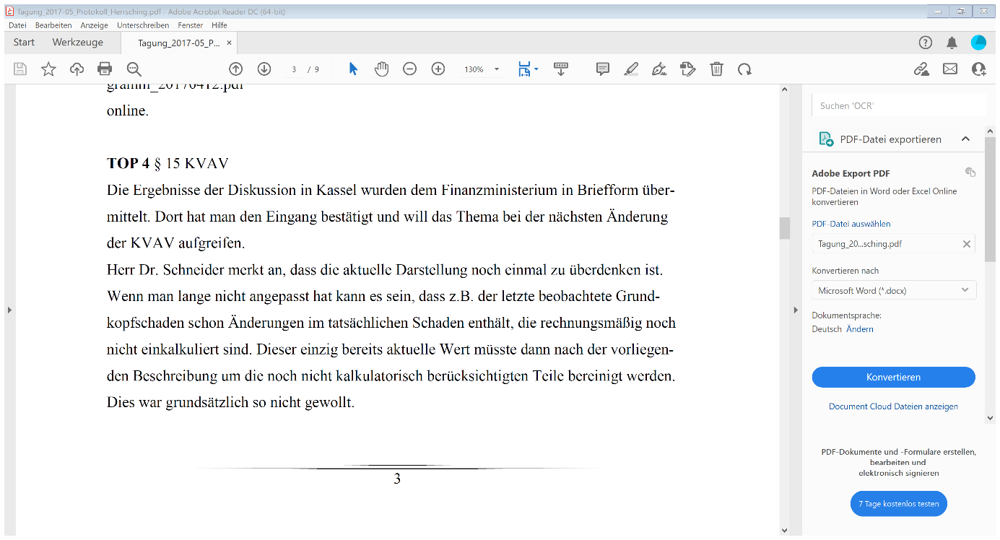 Tagung_2017-05_Protokoll_Herrsching.pdf - Adobe Acrobat Reader DC (64-bit)
Datei Bearbeiten Anzeige Unterschreiben Fenster Hilfe
Start Werkzeuge Tagung_2017-05_P... ×
3 / 9 130%
gramm_20170412.pdf
online.
TOP 4 § 15 KVAV
Die Ergebnisse der Diskussion in Kassel wurden dem Finanzministerium in Briefform über-
mittelt. Dort hat man den Eingang bestätigt und will das Thema bei der nächsten Änderung
der KVAV aufgreifen.
Herr Dr. Schneider merkt an, dass die aktuelle Darstellung noch einmal zu überdenken ist.
Wenn man lange nicht angepasst hat kann es sein, dass z.B. der letzte beobachtete Grund-
kopfschaden schon Änderungen im tatsächlichen Schaden enthält, die rechnungsmäßig noch
nicht einkalkuliert sind. Dieser einzig bereits aktuelle Wert müsste dann nach der vorliegen-
den Beschreibung um die noch nicht kalkulatorisch berücksichtigten Teile bereinigt werden.
Dies war grundsätzlich so nicht gewollt.
3
Suchen 'OCR'
PDF-Datei exportieren
Adobe Export PDF
PDF-Dateien in Word oder Excel Online
konvertieren
PDF-Datei auswählen
Tagung_20...sching.pdf
Konvertieren nach
Microsoft Word (*.docx)
Dokumentsprache:
Deutsch Ändern
Konvertieren
Document Cloud Dateien anzeigen
PDF-Dokumente und -Formulare erstellen,
bearbeiten und
elektronisch signieren
7 Tage kostenlos testen